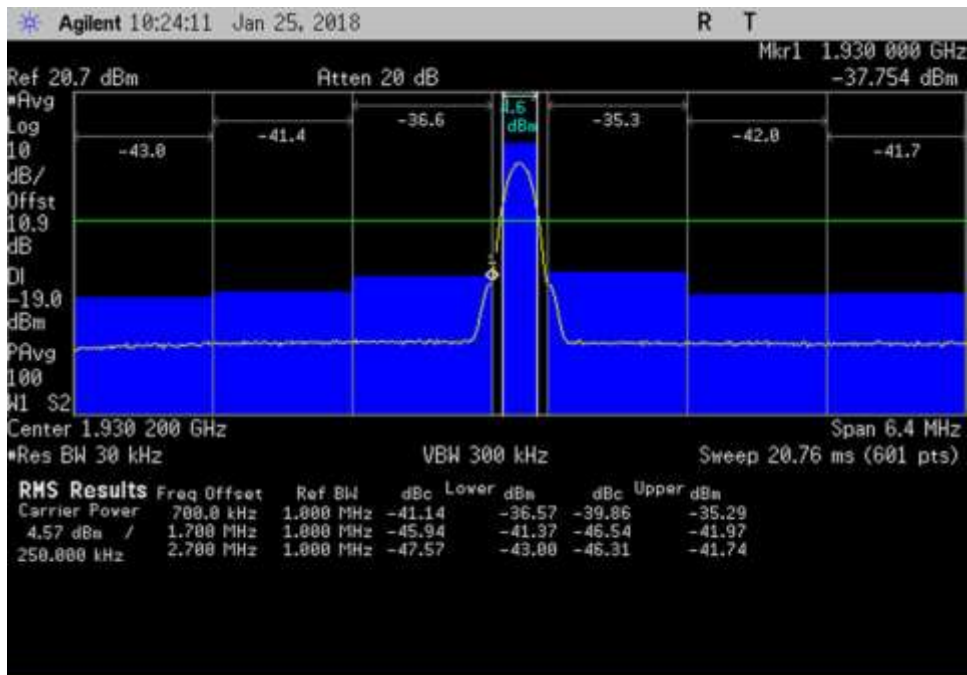 Agilent 10:24:11 Jan 25, 2018 R T
Mkr1 1.930 000 GHz
Ref 20.7 dBm Atten 20 dB -37.754 dBm
#Avg
Log
10
dB/
Offst
10.9
dB
DI
-19.0
dBm
PAvg
100
W1 S2
-43.0 -41.4 -36.6 4.6 dBm -35.3 -42.0 -41.7
1
Center 1.930 200 GHz Span 6.4 MHz
#Res BW 30 kHz VBW 300 kHz Sweep 20.76 ms (601 pts)
RMS Results Freq Offset Ref BW dBc Lower dBm dBc Upper dBm
Carrier Power 700.0 kHz 1.000 MHz -41.14 -36.57 -39.86 -35.29
4.57 dBm / 1.700 MHz 1.000 MHz -45.94 -41.37 -46.54 -41.97
250.000 kHz 2.700 MHz 1.000 MHz -47.57 -43.00 -46.31 -41.74